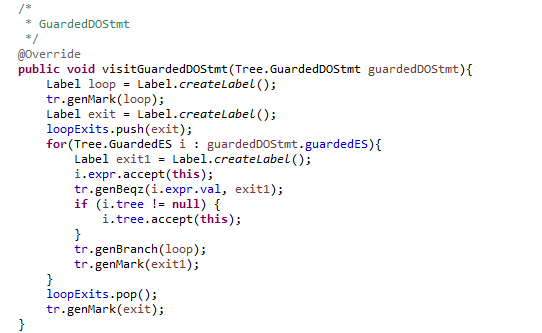 /*
 * GuardedDOStmt
 */
@Override
public void visitGuardedDOStmt(Tree.GuardedDOStmt guardedDOStmt){
    Label loop = Label.createLabel();
    tr.genMark(loop);
    Label exit = Label.createLabel();
    loopExits.push(exit);
    for(Tree.GuardedES i : guardedDOStmt.guardedES){
        Label exit1 = Label.createLabel();
        i.expr.accept(this);
        tr.genBeqz(i.expr.val, exit1);
        if (i.tree != null) {
            i.tree.accept(this);
        }
        tr.genBranch(loop);
        tr.genMark(exit1);
    }
    loopExits.pop();
    tr.genMark(exit);
}